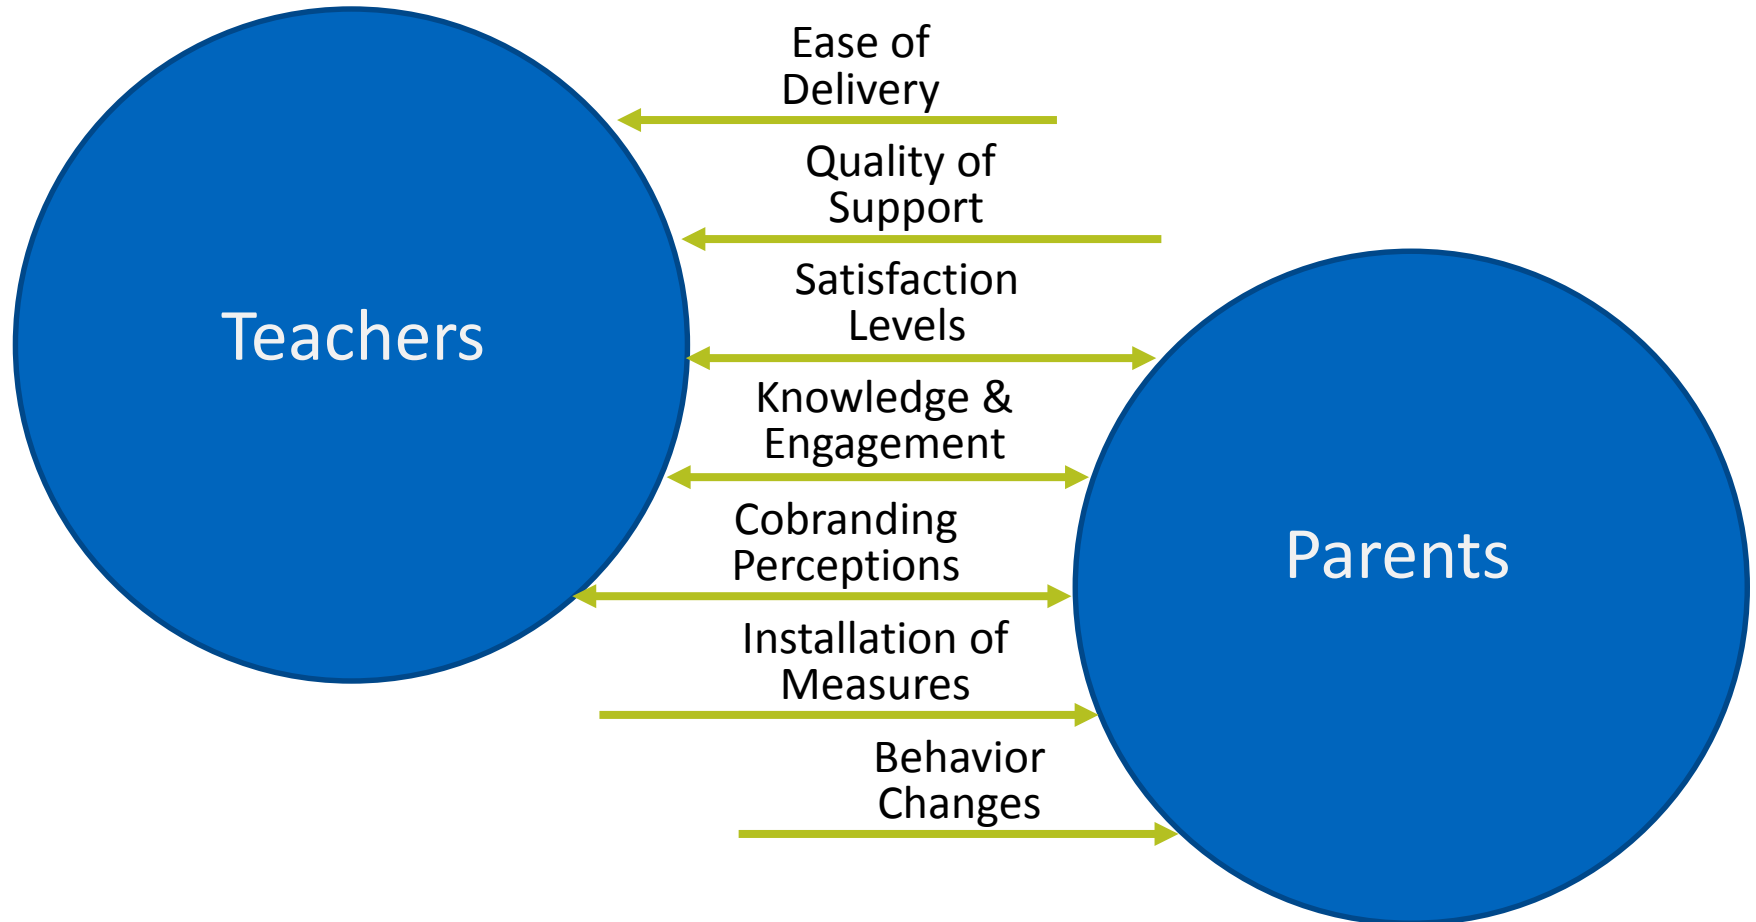 Ease of
Delivery
Quality of
Support
Satisfaction
Levels
Teachers
Knowledge &
Engagement
Cobranding
Perceptions
Parents
Installation of
Measures
Behavior
Changes